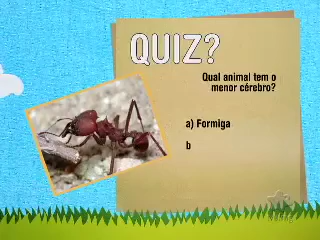 QUIZ?
Qual animal tem o
menor cérebro?
a) Formiga
b